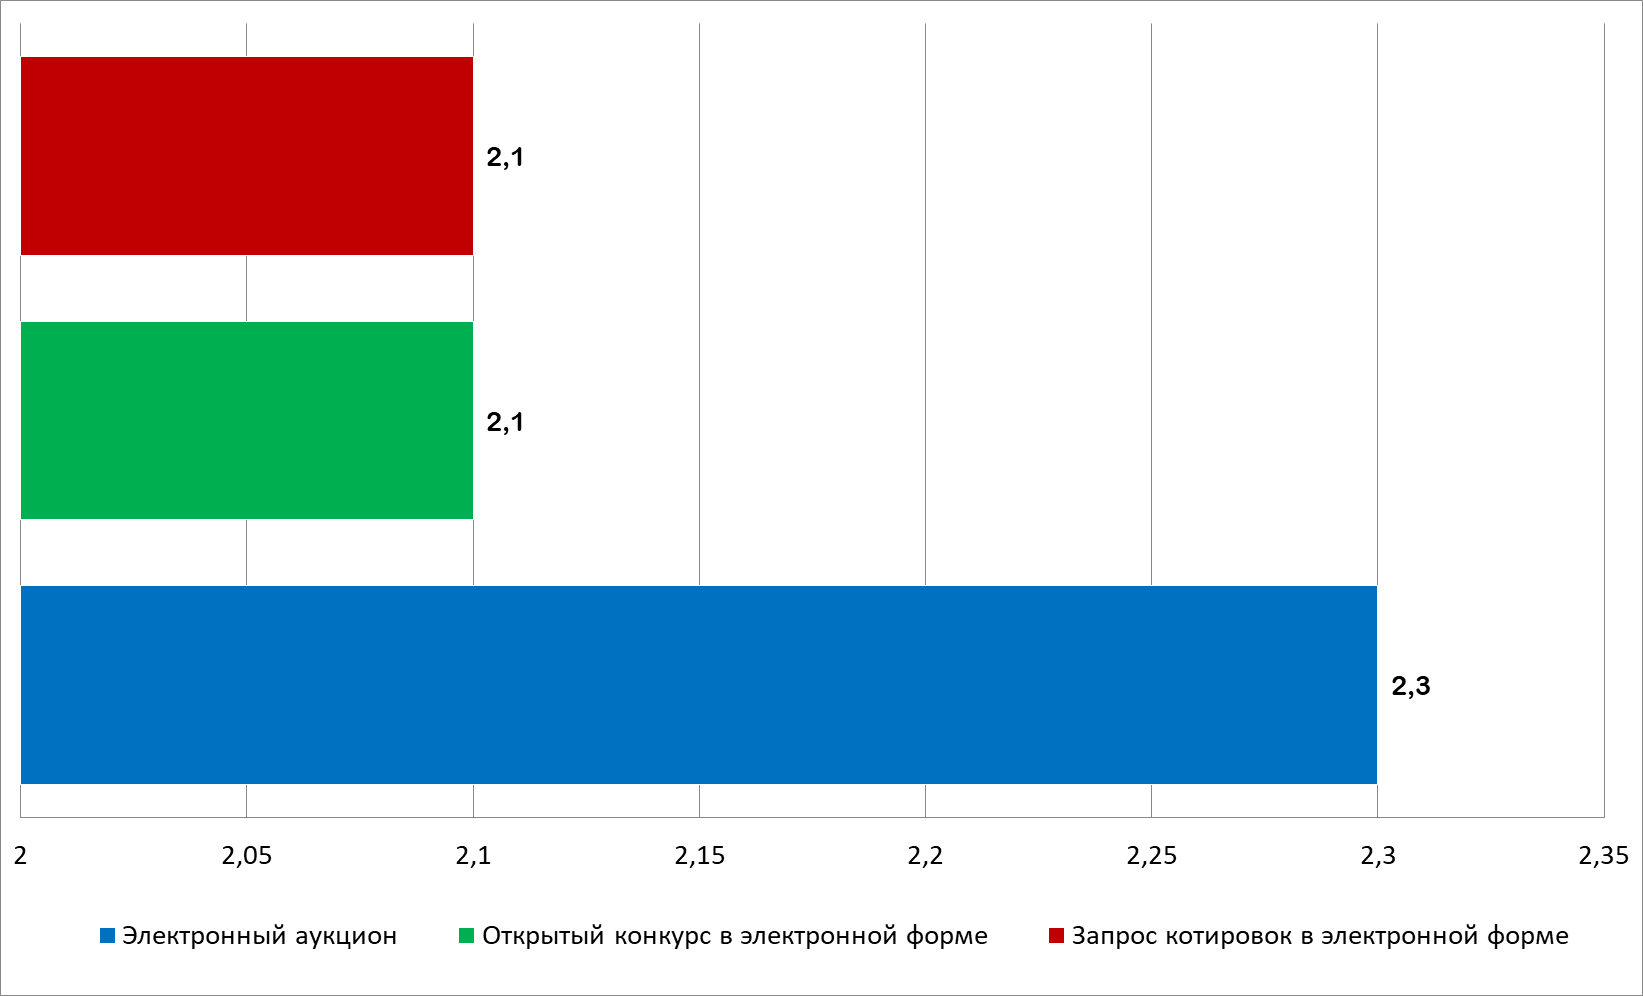 2,1
2,1
2,3
2 2,05 2,1 2,15 2,2 2,25 2,3 2,35
Электронный аукцион Открытый конкурс в электронной форме Запрос котировок в электронной форме